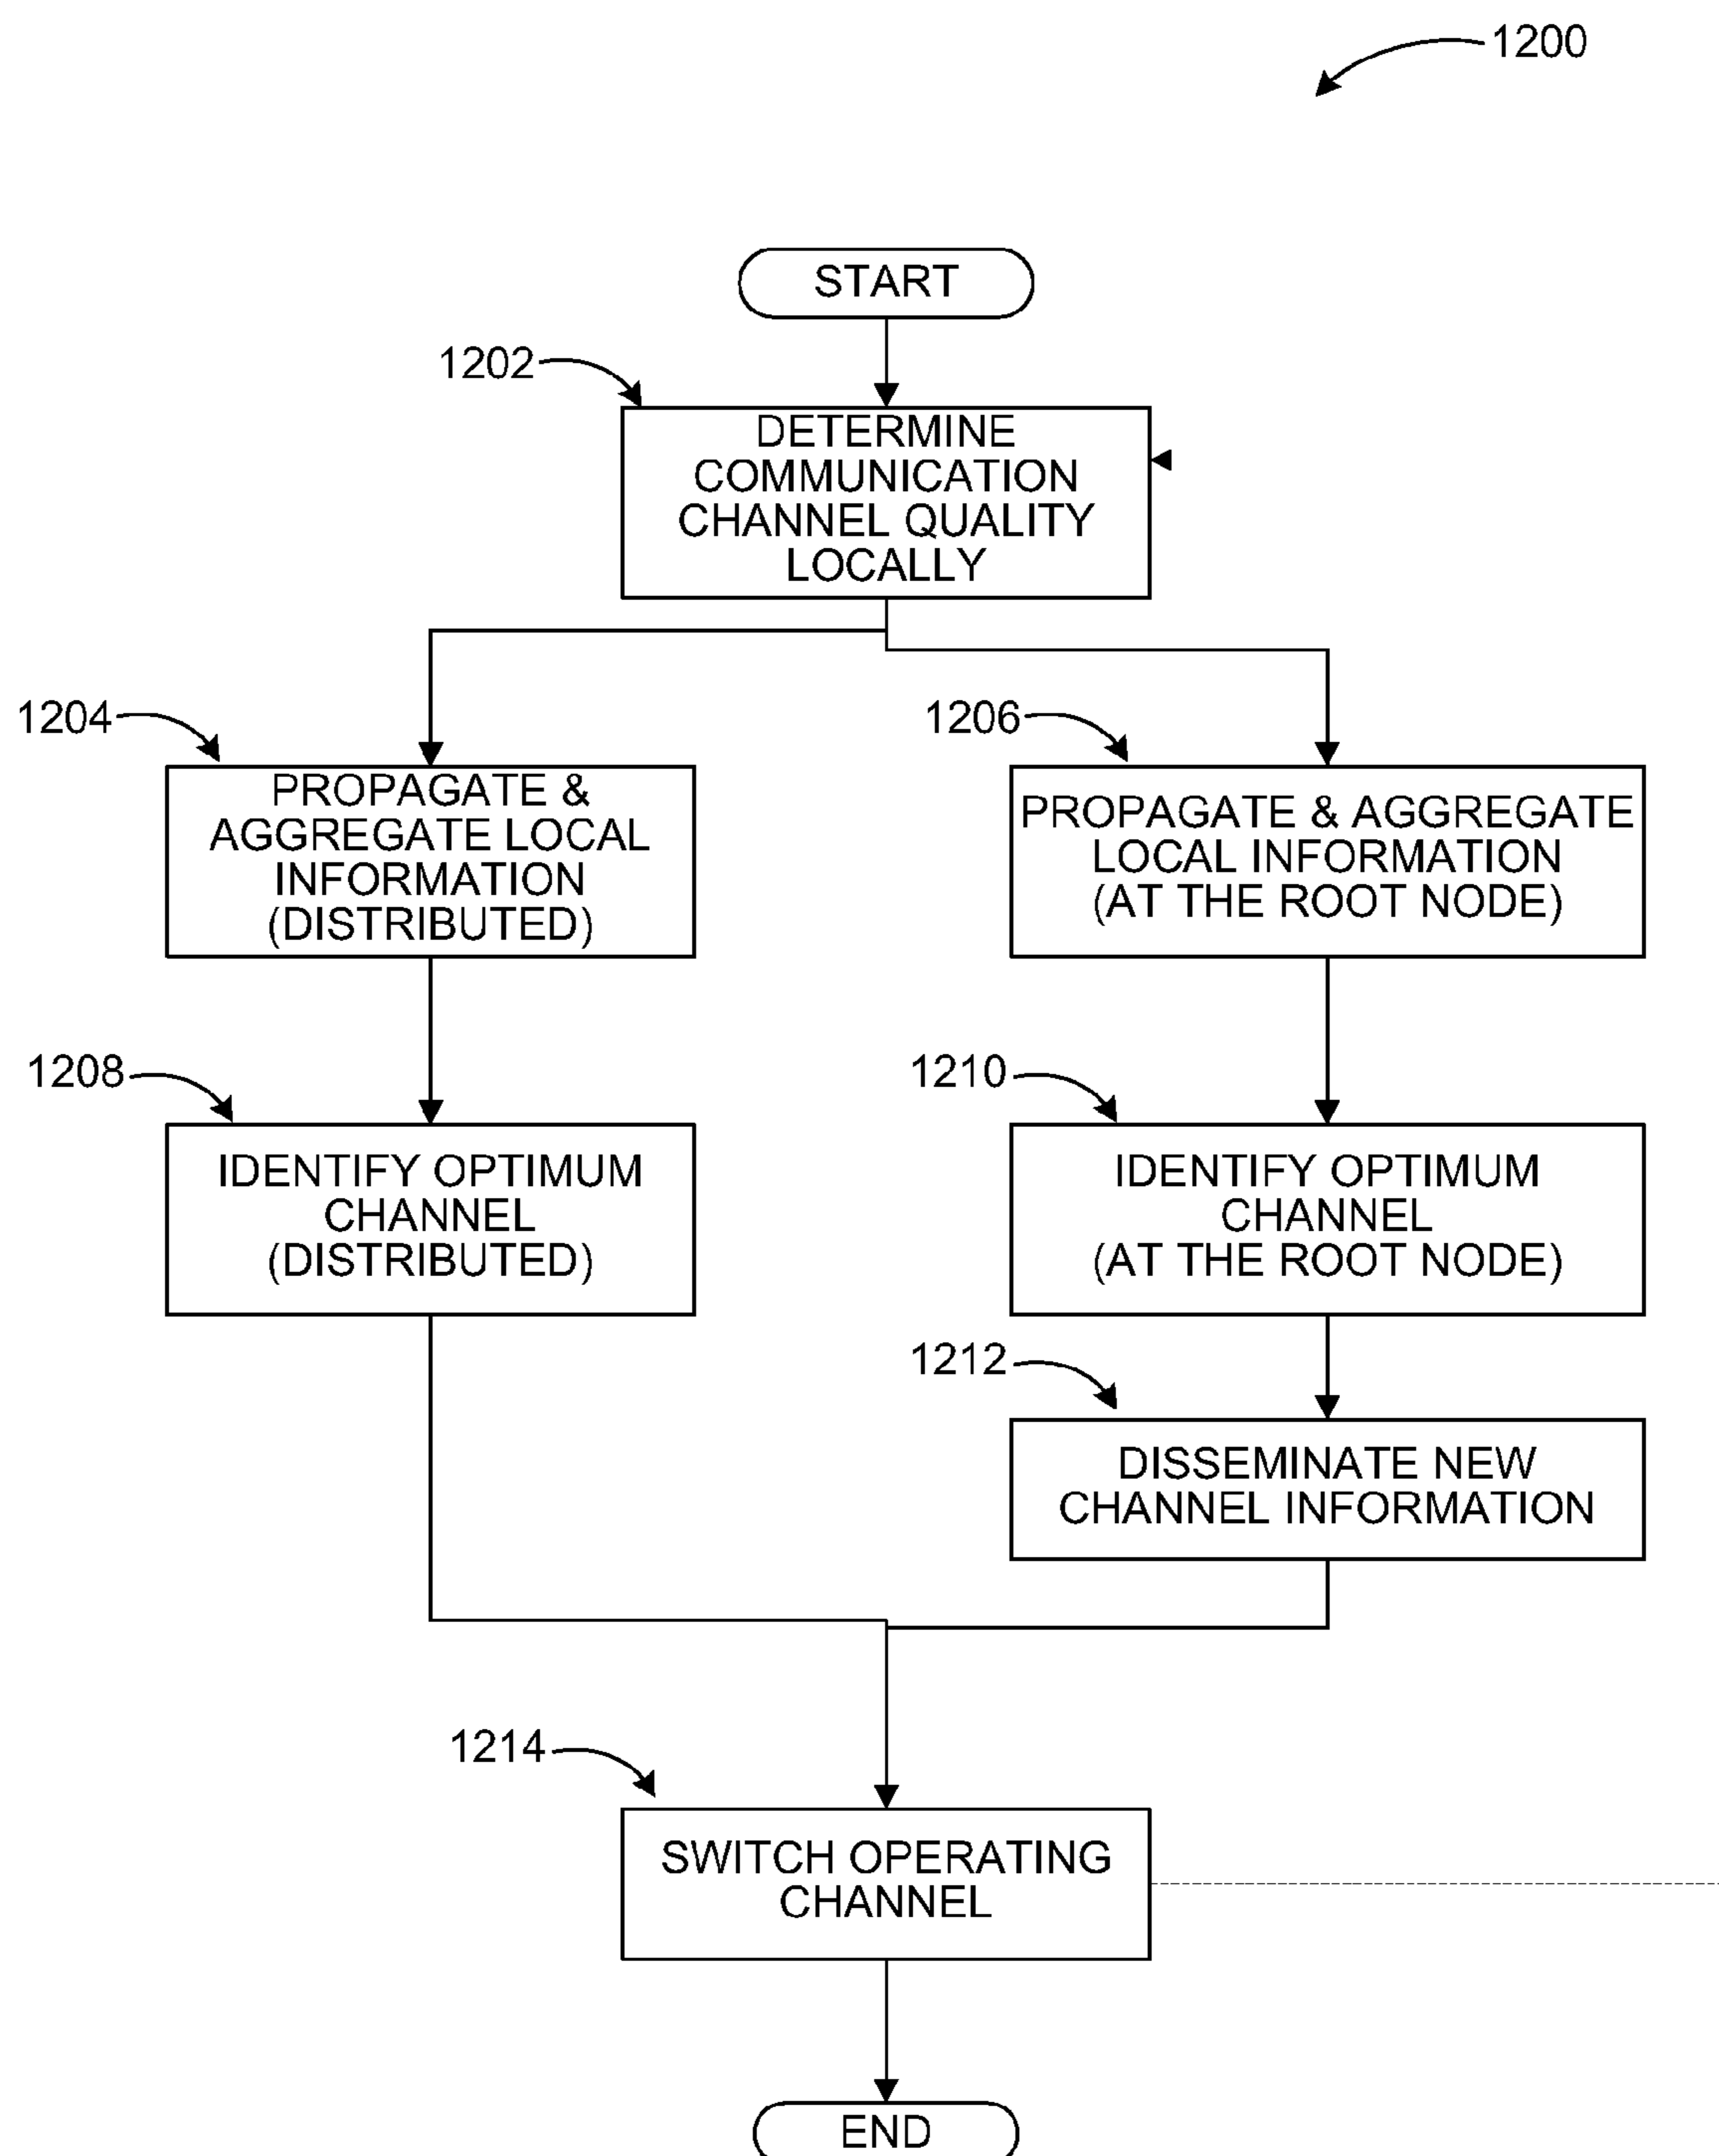 1200
START
1202
DETERMINE
COMMUNICATION
CHANNEL QUALITY
LOCALLY
1204
PROPAGATE &
AGGREGATE LOCAL
INFORMATION
(DISTRIBUTED)
1206
PROPAGATE & AGGREGATE
LOCAL INFORMATION
(AT THE ROOT NODE)
1208
IDENTIFY OPTIMUM
CHANNEL
(DISTRIBUTED)
1210
IDENTIFY OPTIMUM
CHANNEL
(AT THE ROOT NODE)
1212
DISSEMINATE NEW
CHANNEL INFORMATION
1214
SWITCH OPERATING
CHANNEL
END